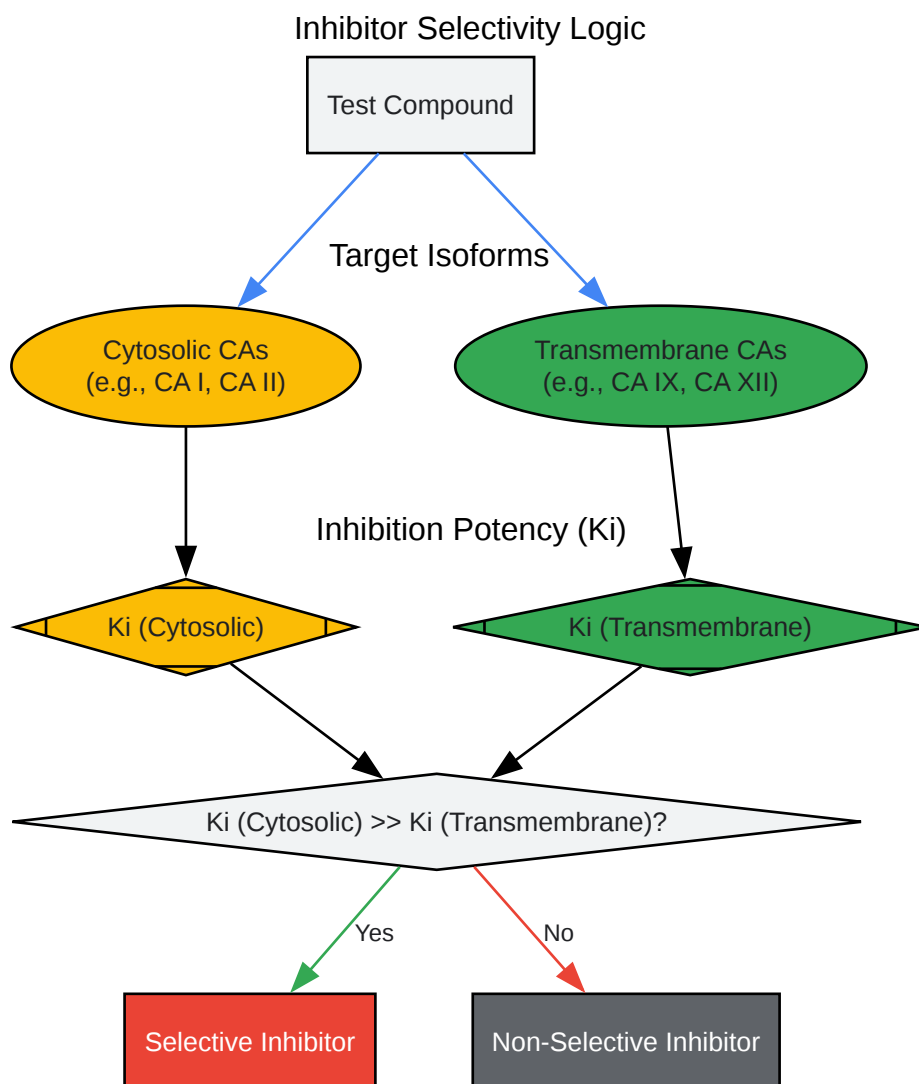 Inhibitor Selectivity Logic
Test Compound
Target Isoforms
Cytosolic CAs
(e.g., CA I, CA II)
Transmembrane CAs
(e.g., CA IX, CA XII)
Inhibition Potency (Ki)
Ki (Cytosolic)
Ki (Transmembrane)
Ki (Cytosolic) >> Ki (Transmembrane)?
Yes
No
Selective Inhibitor
Non-Selective Inhibitor